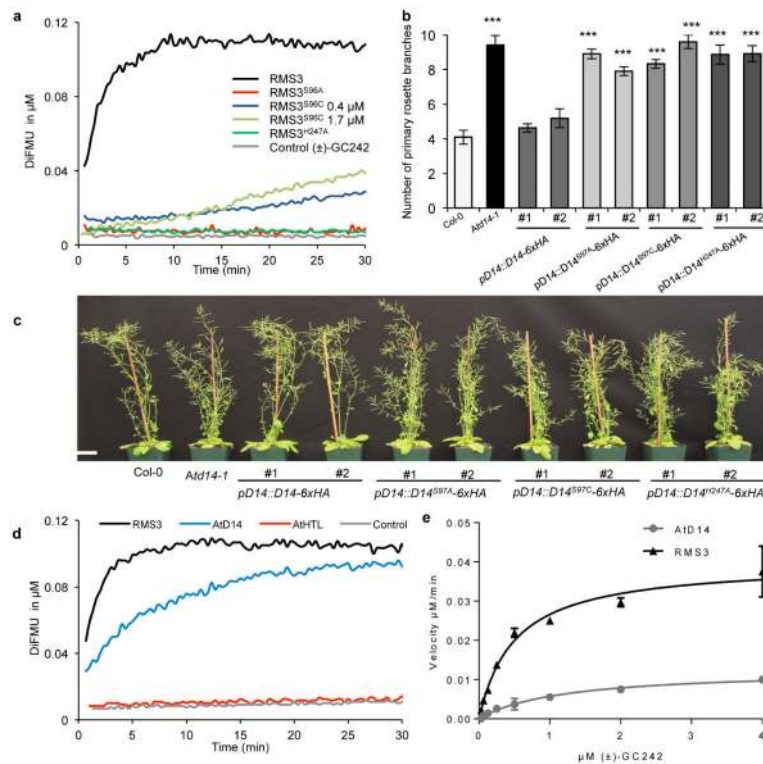 a
DiFMU in µM
0.12
0.08
0.04
0
0
5
10
15
20
25
30
Time (min)
RMS3
RMS3S96A
RMS3S96C 0.4 µM
RMS3S96C 1.7 µM
RMS3H247A
Control (±)-GC242
b
Number of primary rosette branches
10
8
6
4
2
0
***
***
***
***
***
***
***
Col-0
Atd14-1
#1
#2
#1
#2
#1
#2
#1
#2
pD14::D14-6xHA
pD14::D14S97A-6xHA
pD14::D14S97C-6xHA
pD14::D14H247A-6xHA
c
Col-0
Atd14-1
#1
#2
#1
#2
#1
#2
#1
#2
pD14::D14-6xHA
pD14::D14S97A-6xHA
pD14::D14S97C-6xHA
pD14::D14H247A-6xHA
d
RMS3
AtD14
AtHTL
Control
DiFMU in µM
0.12
0.08
0.04
0
0
5
10
15
20
25
30
Time (min)
e
AtD14
RMS3
Velocity µM/min
0.05
0.04
0.03
0.02
0.01
0.00
0
1
2
3
4
µM (±)-GC242